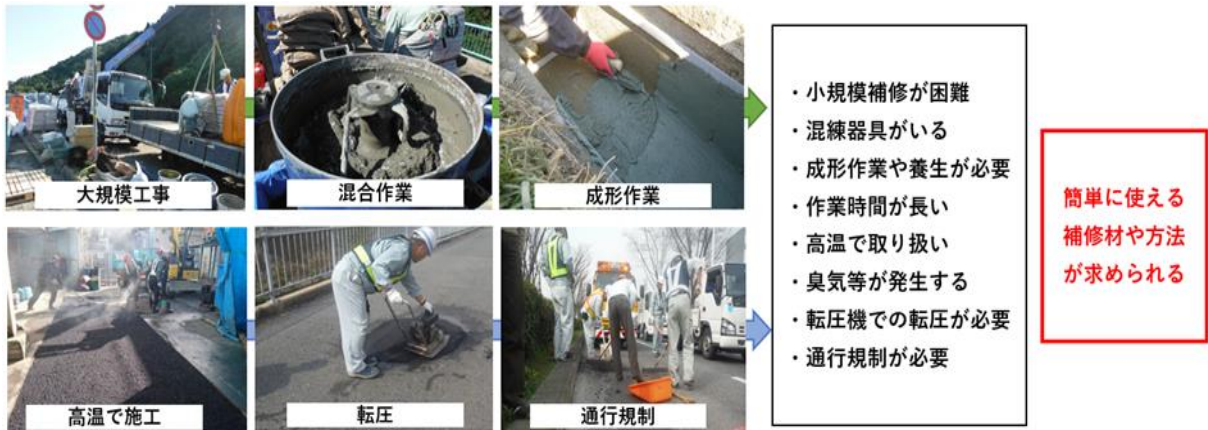 大規模工事
混合作業
成形作業
高温で施工
転圧
通行規制
・小規模補修が困難
・混練器具がいる
・成形作業や養生が必要
・作業時間が長い
・高温で取り扱い
・臭気等が発生する
・転圧機での転圧が必要
・通行規制が必要
簡単に使える
補修材や方法
が求められる